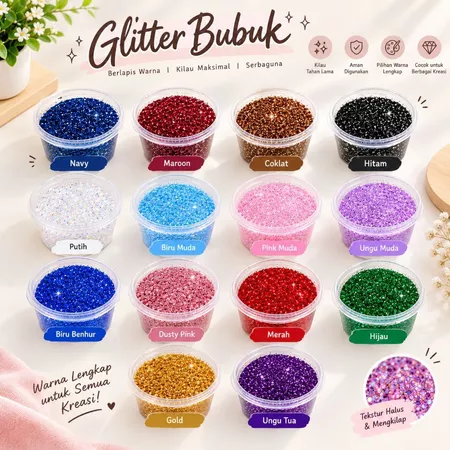 Glitter Bubuk
Berlapis Warna | Kilau Maksimal | Serbaguna
Kilau
Tahan Lama
Aman
Digunakan
Pilihan Warna
Lengkap
Cocok untuk
Berbagai Kreasi
Navy
Maroon
Coklat
Hitam
Putih
Biru Muda
Pink Muda
Ungu Muda
Biru Benhur
Dusty Pink
Merah
Hijau
Gold
Ungu Tua
Warna Lengkap
untuk Semua
Kreasi!
Tekstur Halus
& Mengkilap